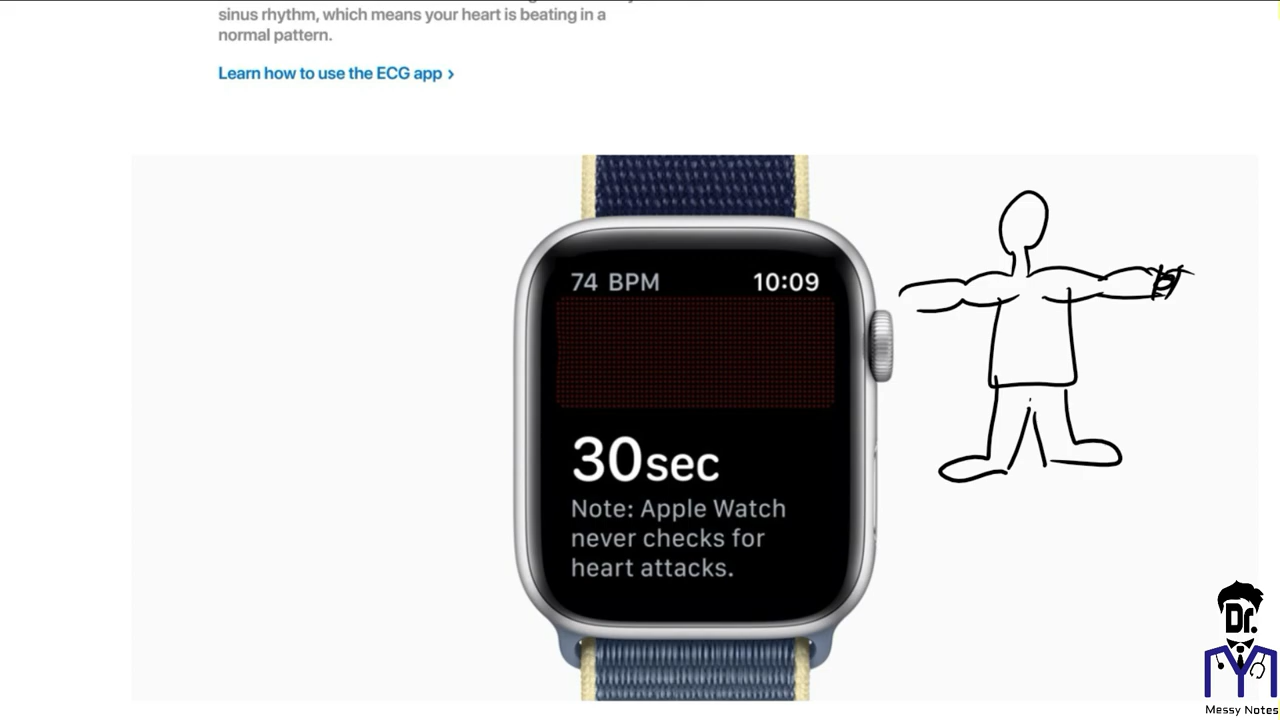 sinus rhythm, which means your heart is beating in a
normal pattern.
Learn how to use the ECG app ›
74 BPM
10:09
30sec
Note: Apple Watch
never checks for
heart attacks.
Dr.
Messy Notes